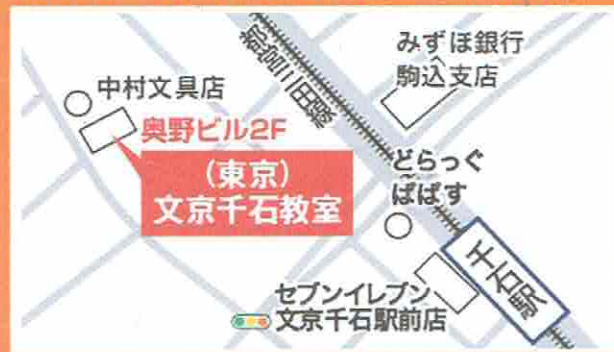 都営三田線
みずほ銀行
駒込支店
中村文具店
奥野ビル2F
(東京)
文京千石教室
どらっぐ
ぱぱす
千石駅
セブンイレブン
文京千石駅前店